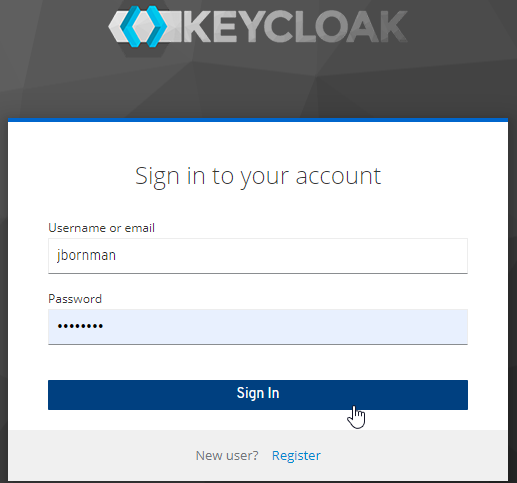 KEYCLOAK
Sign in to your account
Username or email
jbornman
Password
••••••••
Sign In
New user? Register